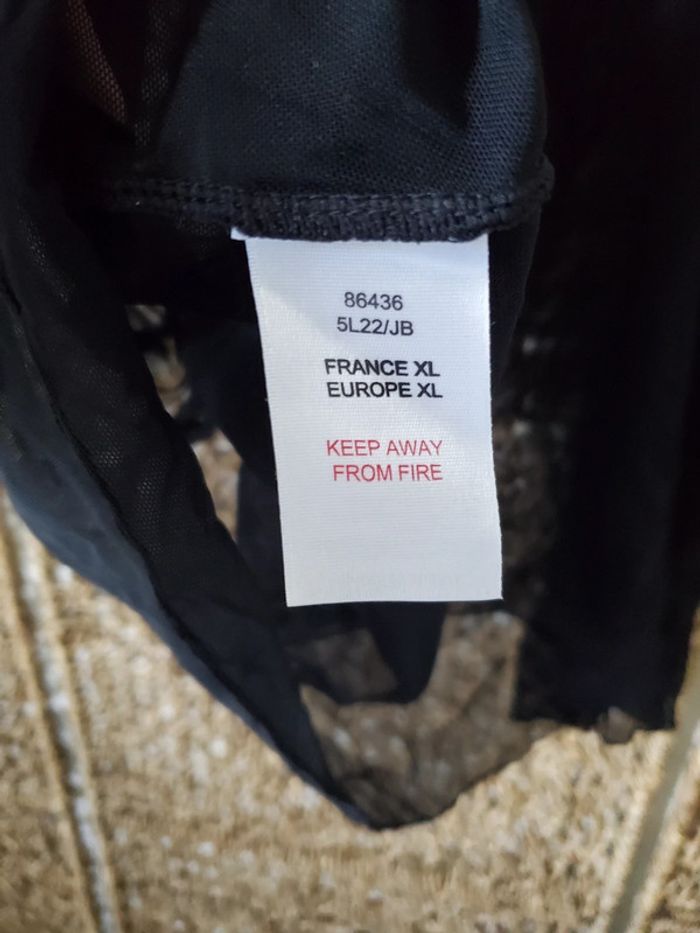 86436
5L22/JB
FRANCE XL
EUROPE XL
KEEP AWAY
FROM FIRE